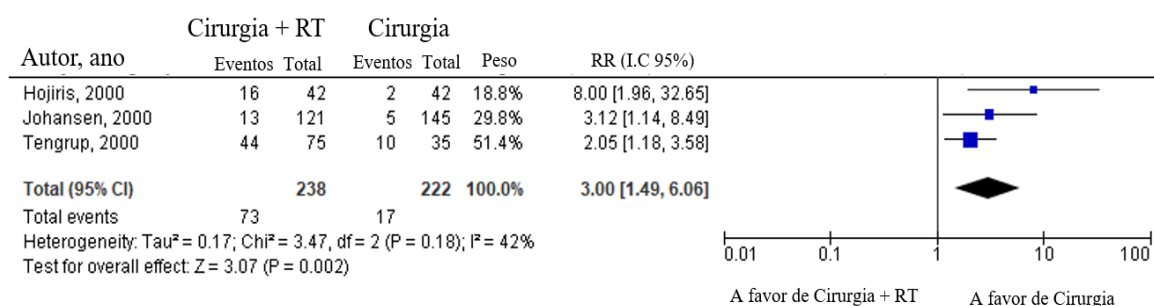 Cirurgia + RT Cirurgia
Autor, ano Eventos Total Eventos Total Peso RR (I.C 95%)
Hojiris, 2000 16 42 2 42 18.8% 8.00 [1.96, 32.65]
Johansen, 2000 13 121 5 145 29.8% 3.12 [1.14, 8.49]
Tengrup, 2000 44 75 10 35 51.4% 2.05 [1.18, 3.58]
Total (95% CI) 238 222 100.0% 3.00 [1.49, 6.06]
Total events 73 17
Heterogeneity: Tau² = 0.17; Chi² = 3.47, df = 2 (P = 0.18); I² = 42%
Test for overall effect: Z = 3.07 (P = 0.002)
0.01 0.1 1 10 100
A favor de Cirurgia + RT A favor de Cirurgia